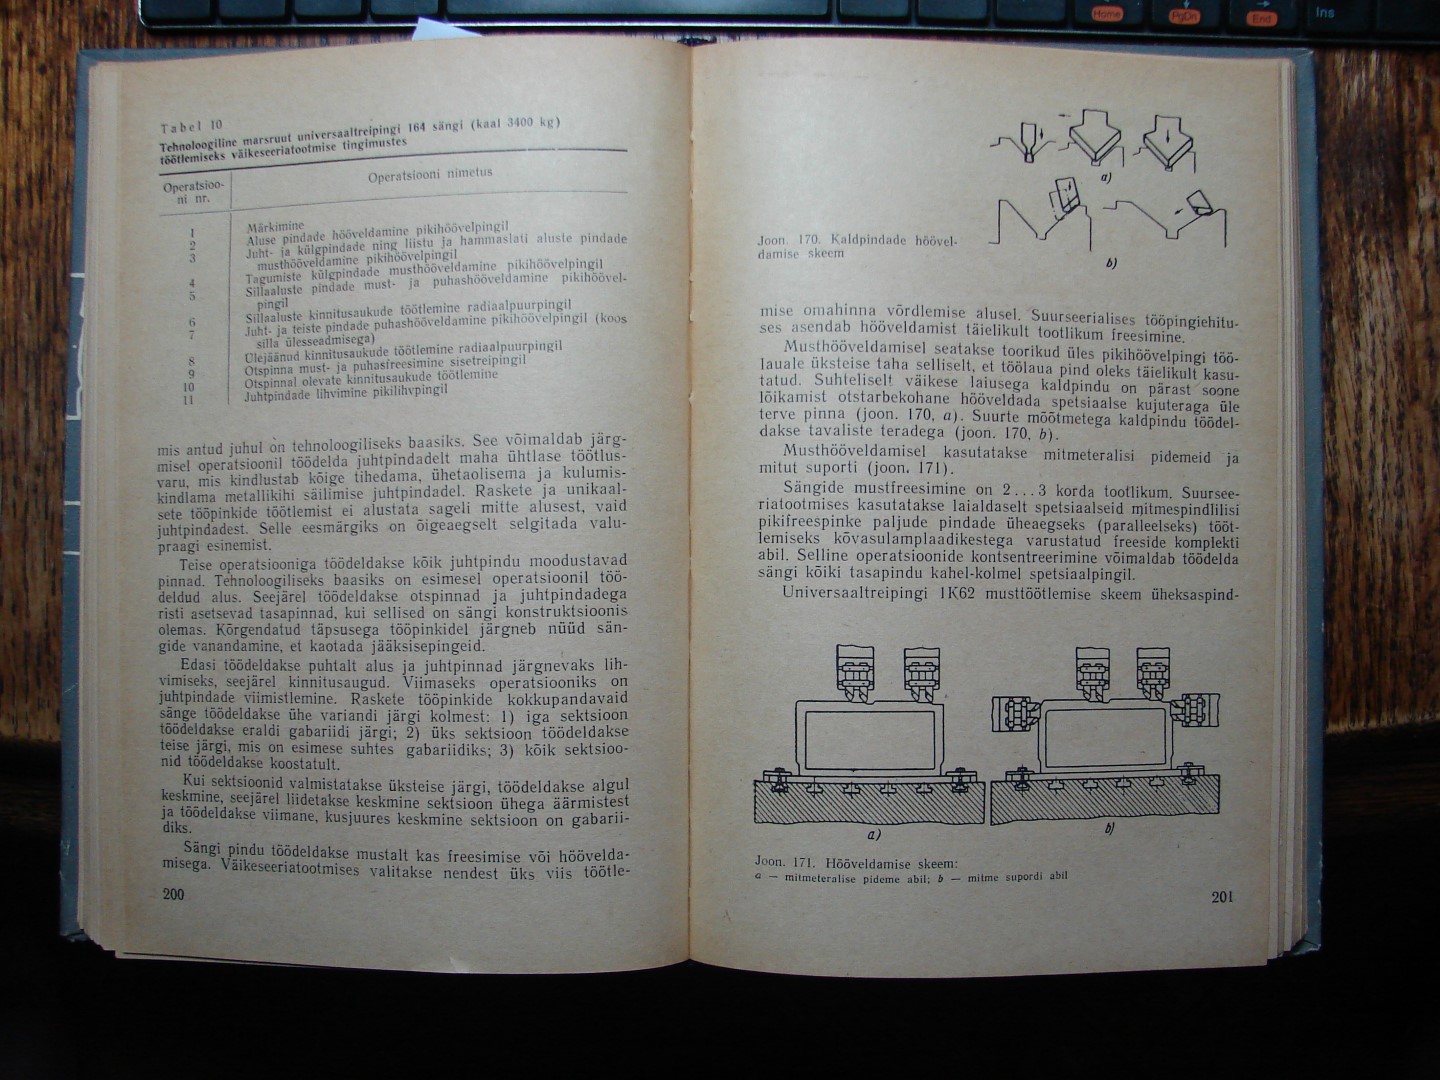 Home
PgDn
End
Ins
Tabel 10
Tehnoloogiline marsruut universaaltreipingi 164 sängi (kaal 3400 kg)
töötlemiseks väikeseeriatootmise tingimustes
Operatsioo-
ni nr.
Operatsiooni nimetus
1 Märkimine
2 Aluse pindade hööveldamine pikihöövelpingil
3 Juht- ja külgpindade ning liistu ja hammaslati aluste pindade
musthööveldamine pikihöövelpingil
4 Tagumiste külgpindade musthööveldamine pikihöövelpingil
5 Sillaaluste pindade must- ja puhashööveldamine pikihöövel-
pingil
6 Sillaaluste kinnitusaukude töötlemine radiaalpuurpingil
7 Juht- ja teiste pindade puhashööveldamine pikihöövelpingil (koos
silla ülesseadmisega)
8 Ülejäänud kinnitusaukude töötlemine radiaalpuurpingil
9 Otspinna must- ja puhasfreesimine sisetreipingil
10 Otspinnal olevate kinnitusaukude töötlemine
11 Juhtpindade lihvimine pikilihvpingil
mis antud juhul on tehnoloogiliseks baasiks. See võimaldab järg-
misel operatsioonil töödelda juhtpindadelt maha ühtlase töötlus-
varu, mis kindlustab kõige tihedama, ühetaolisema ja kulumis-
kindlama metallikihi säilimise juhtpindadel. Raskete ja unikaal-
sete tööpinkide töötlemist ei alustata sageli mitte alusest, vaid
juhtpindadest. Selle eesmärgiks on õigeaegselt selgitada valu-
praagi esinemist.
Teise operatsiooniga töödeldakse kõik juhtpindu moodustavad
pinnad. Tehnoloogiliseks baasiks on esimesel operatsioonil töö-
deldud alus. Seejärel töödeldakse otspinnad ja juhtpindadega
risti asetsevad tasapinnad, kui sellised on sängi konstruktsioonis
olemas. Kõrgendatud täpsusega tööpinkidel järgneb nüüd sän-
gide vanandamine, et kaotada jääksisepingeid.
Edasi töödeldakse puhtalt alus ja juhtpinnad järgnevaks lih-
vimiseks, seejärel kinnitusaugud. Viimaseks operatsiooniks on
juhtpindade viimistlemine. Raskete tööpinkide kokkupandavaid
sänge töödeldakse ühe variandi järgi kolmest: 1) iga sektsioon
töödeldakse eraldi gabariidi järgi; 2) üks sektsioon töödeldakse
teise järgi, mis on esimese suhtes gabariidiks; 3) kõik sektsioo-
nid töödeldakse koostatult.
Kui sektsioonid valmistatakse üksteise järgi, töödeldakse algul
keskmine, seejärel liidetakse keskmine sektsioon ühega äärmistest
ja töödeldakse viimane, kusjuures keskmine sektsioon on gabarii-
diks.
Sängi pindu töödeldakse mustalt kas freesimise või höövelda-
misega. Väikeseeriatootmises valitakse nendest üks viis töötle-
200
a)
b)
Joon. 170. Kaldpindade höövel-
damise skeem
mise omahinna võrdlemise alusel. Suurseerialises tööpingiehitu-
ses asendab hööveldamist täielikult tootlikum freesimine.
Musthööveldamisel seatakse toorikud üles pikihöövelpingi töö-
lauale üksteise taha selliselt, et töölaua pind oleks täielikult kasu-
tatud. Suhteliselt väikese laiusega kaldpindu on pärast soone
lõikamist otstarbekohane hööveldada spetsiaalse kujuteraga üle
terve pinna (joon. 170, a). Suurte mõõtmetega kaldpindu töödel-
dakse tavaliste teradega (joon. 170, b).
Musthööveldamisel kasutatakse mitmeteralisi pidemeid ja
mitut suporti (joon. 171).
Sängide mustfreesimine on 2...3 korda tootlikum. Suursee-
riatootmises kasutatakse laialdaselt spetsiaalseid mitmespindlilisi
pikifreespinke paljude pindade üheaegseks (paralleelseks) tööt-
lemiseks kõvasulamplaadikestega varustatud freeside komplekti
abil. Selline operatsioonide kontsentreerimine võimaldab töödelda
sängi kõiki tasapindu kahel-kolmel spetsiaalpingil.
Universaaltreipingi 1K62 musttöötlemise skeem üheksaspind-
a)
b)
Joon. 171. Hööveldamise skeem:
a — mitmeteralise pideme abil; b — mitme supordi abil
201